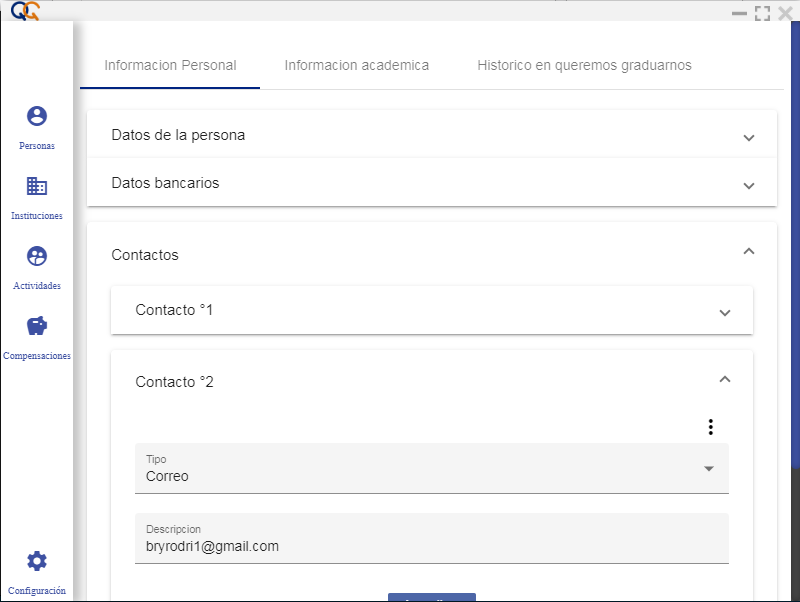 Informacion Personal
Informacion academica
Historico en queremos graduarnos
Personas
Instituciones
Actividades
Compensaciones
Configuración
Datos de la persona
Datos bancarios
Contactos
Contacto °1
Contacto °2
Tipo
Correo
Descripcion
bryrodri1@gmail.com